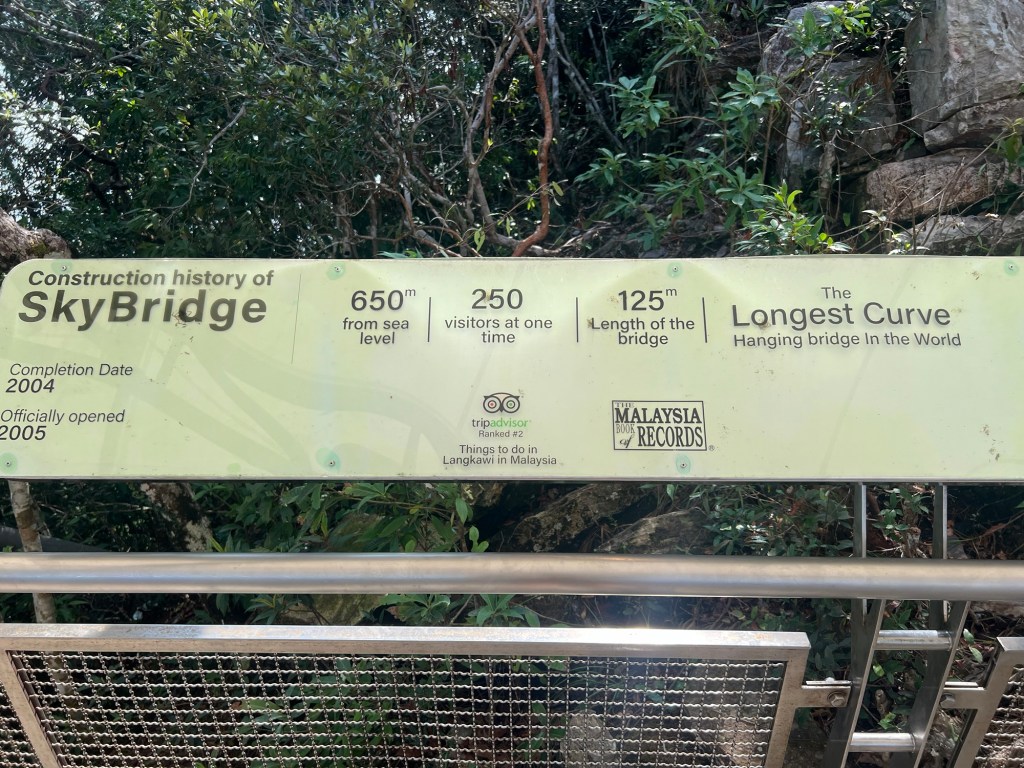 Construction history of
SkyBridge
Completion Date
2004
Officially opened
2005
650m
from sea
level
250
visitors at one
time
125m
Length of the
bridge
The
Longest Curve
Hanging bridge In the World
tripadvisor
Ranked #2
Things to do in
Langkawi in Malaysia
THE
MALAYSIA
BOOK
of RECORDS
®